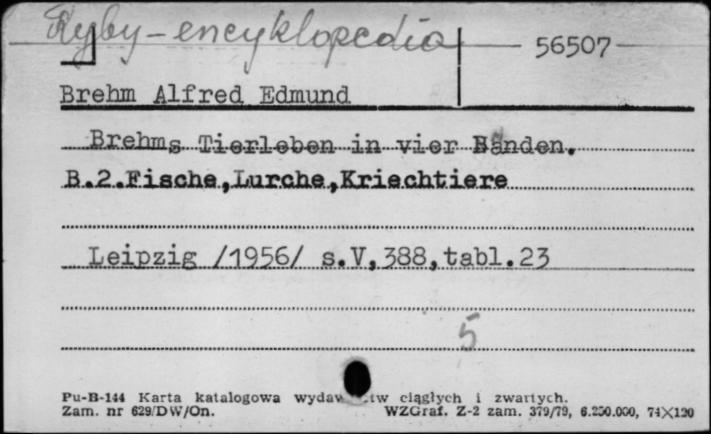 Ryby - encyklopedia 56507
Brehm Alfred Edmund
Brehms Tierleben in vier Bänden.
B.2.Fische,Lurche,Kriechtiere
Leipzig /1956/ s.V,388,tabl.23
5
Pu-B-144 Karta katalogowa ciągłych i zwartych.
Zam. nr 629/DW/On. WZGraf. Z-2 zam. 379/79, 6.250.000, 74×120